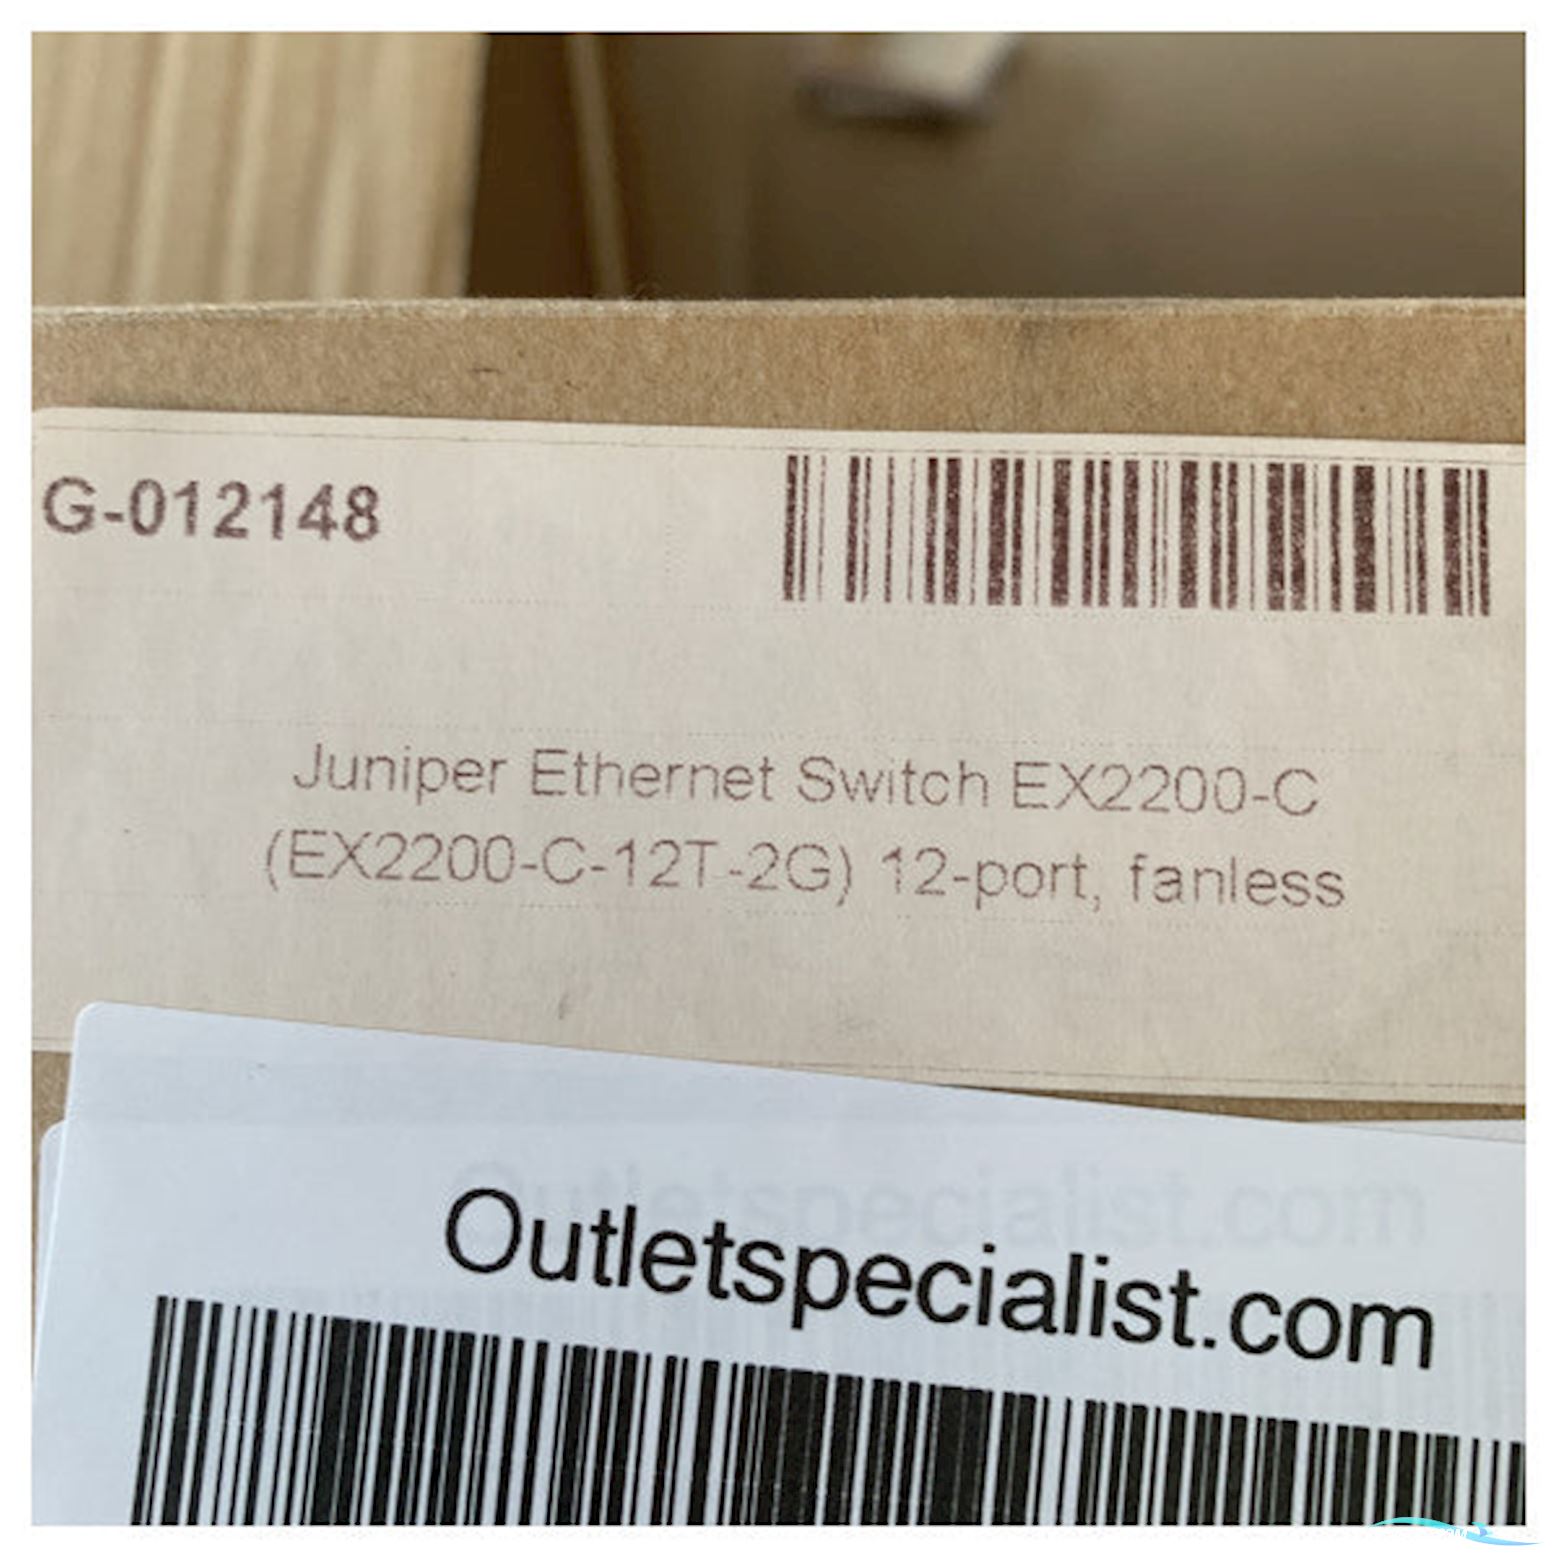 G-012148
Juniper Ethernet Switch EX2200-C
(EX2200-C-12T-2G) 12-port, fanless
Outletspecialist.com
Outletspecialist.com